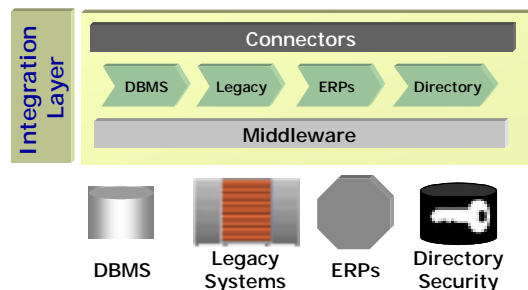 Integration
Layer
Connectors
DBMS
Legacy
ERPs
Directory
Middleware
DBMS
Legacy
Systems
ERPs
Directory
Security